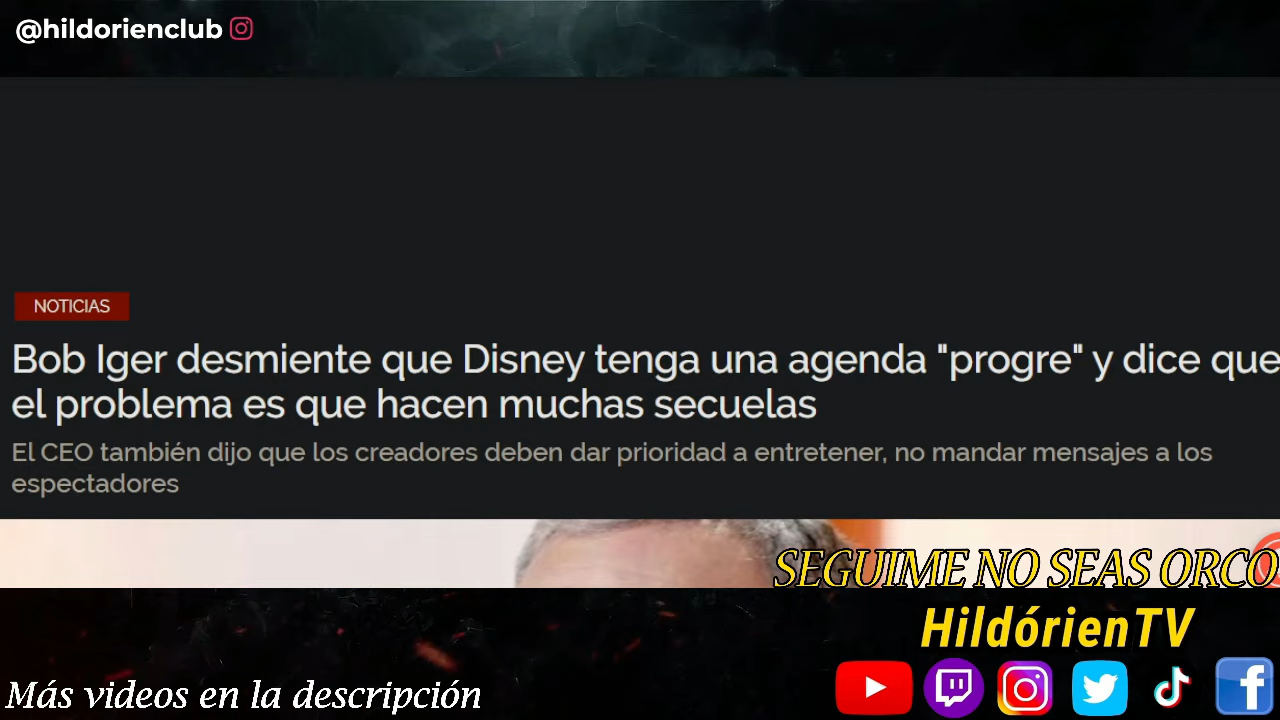 @hildorienclub
NOTICIAS
Bob Iger desmiente que Disney tenga una agenda "progre" y dice que
el problema es que hacen muchas secuelas
El CEO también dijo que los creadores deben dar prioridad a entretener, no mandar mensajes a los
espectadores
SEGUIME NO SEAS ORCO
HildórienTV
Más videos en la descripción